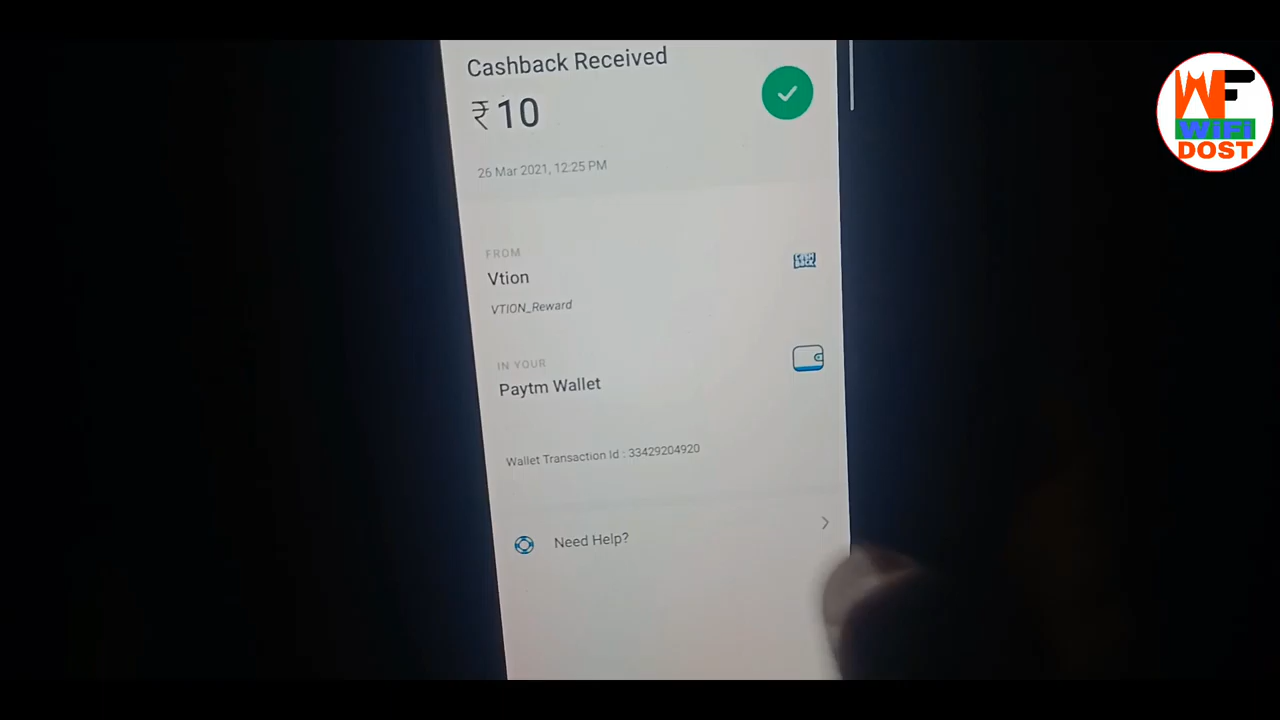 Cashback Received
₹10
26 Mar 2021, 12:25 PM
FROM
Vtion
VTION_Reward
IN YOUR
Paytm Wallet
Wallet Transaction Id : 33429204920
Need Help?
WF
WiFi
DOST